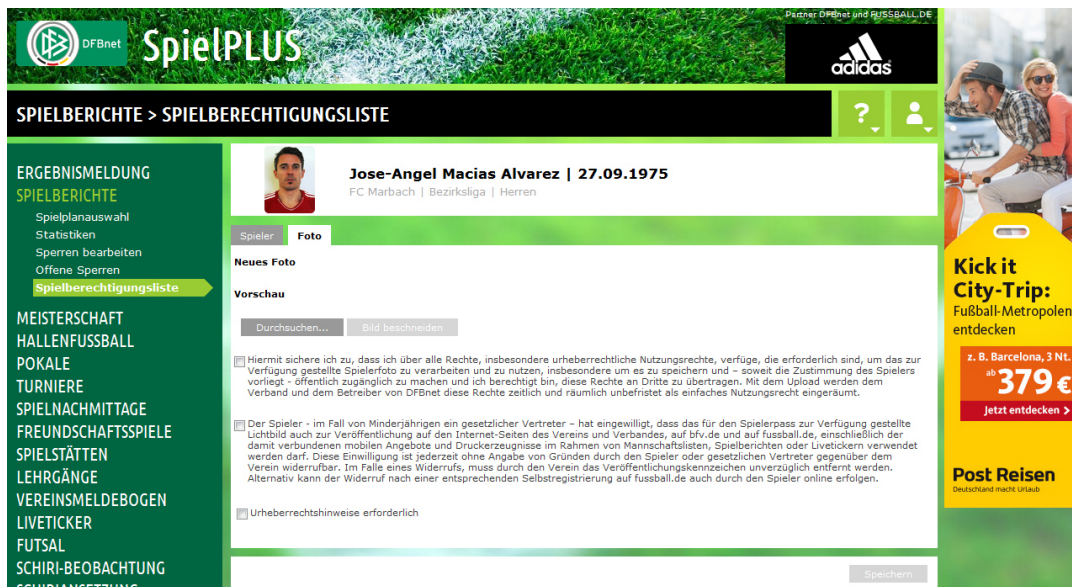 Partner DFBnet und FUSSBALL.DE
DFBnet
SpielPLUS
adidas
SPIELBERICHTE > SPIELBERECHTIGUNGSLISTE
?
ERGEBNISMELDUNG
SPIELBERICHTE
Spielplanauswahl
Statistiken
Sperren bearbeiten
Offene Sperren
Spielberechtigungsliste
MEISTERSCHAFT
HALLENFUSSBALL
POKALE
TURNIERE
SPIELNACHMITTAGE
FREUNDSCHAFTSSPIELE
SPIELSTÄTTEN
LEHRGÄNGE
VEREINSMELDEBOGEN
LIVETICKER
FUTSAL
SCHIRI-BEOBACHTUNG
SCHIRIANSETZUNG
Jose-Angel Macias Alvarez | 27.09.1975
FC Marbach | Bezirksliga | Herren
Spieler Foto
Neues Foto
Vorschau
Durchsuchen... Bild beschneiden
Hiermit sichere ich zu, dass ich über alle Rechte, insbesondere urheberrechtliche Nutzungsrechte, verfüge, die erforderlich sind, um das zur
Verfügung gestellte Spielerfoto zu verarbeiten und zu nutzen, insbesondere um es zu speichern und - soweit die Zustimmung des Spielers
vorliegt - öffentlich zugänglich zu machen und ich berechtigt bin, diese Rechte an Dritte zu übertragen. Mit dem Upload werden dem
Verband und dem Betreiber von DFBnet diese Rechte zeitlich und räumlich unbefristet als einfaches Nutzungsrecht eingeräumt.
Der Spieler - im Fall von Minderjährigen ein gesetzlicher Vertreter – hat eingewilligt, dass das für den Spielerpass zur Verfügung gestellte
Lichtbild auch zur Veröffentlichung auf den Internet-Seiten des Vereins und Verbandes, auf bfv.de und auf fussball.de, einschließlich der
damit verbundenen mobilen Angebote und Druckerzeugnisse im Rahmen von Mannschaftslisten, Spielberichten oder Livetickern verwendet
werden darf. Diese Einwilligung ist jederzeit ohne Angabe von Gründen durch den Spieler oder gesetzlichen Vertreter gegenüber dem
Verein widerrufbar. Im Falle eines Widerrufs, muss durch den Verein das Veröffentlichungskennzeichen unverzüglich entfernt werden.
Alternativ kann der Widerruf nach einer entsprechenden Selbstregistrierung auf fussball.de auch durch den Spieler online erfolgen.
Urheberrechtshinweise erforderlich
Speichern
Kick it
City-Trip:
Fußball-Metropolen
entdecken
z. B. Barcelona, 3 Nt.
ab 379 €
Jetzt entdecken >
Post Reisen
Deutschland macht Urlaub